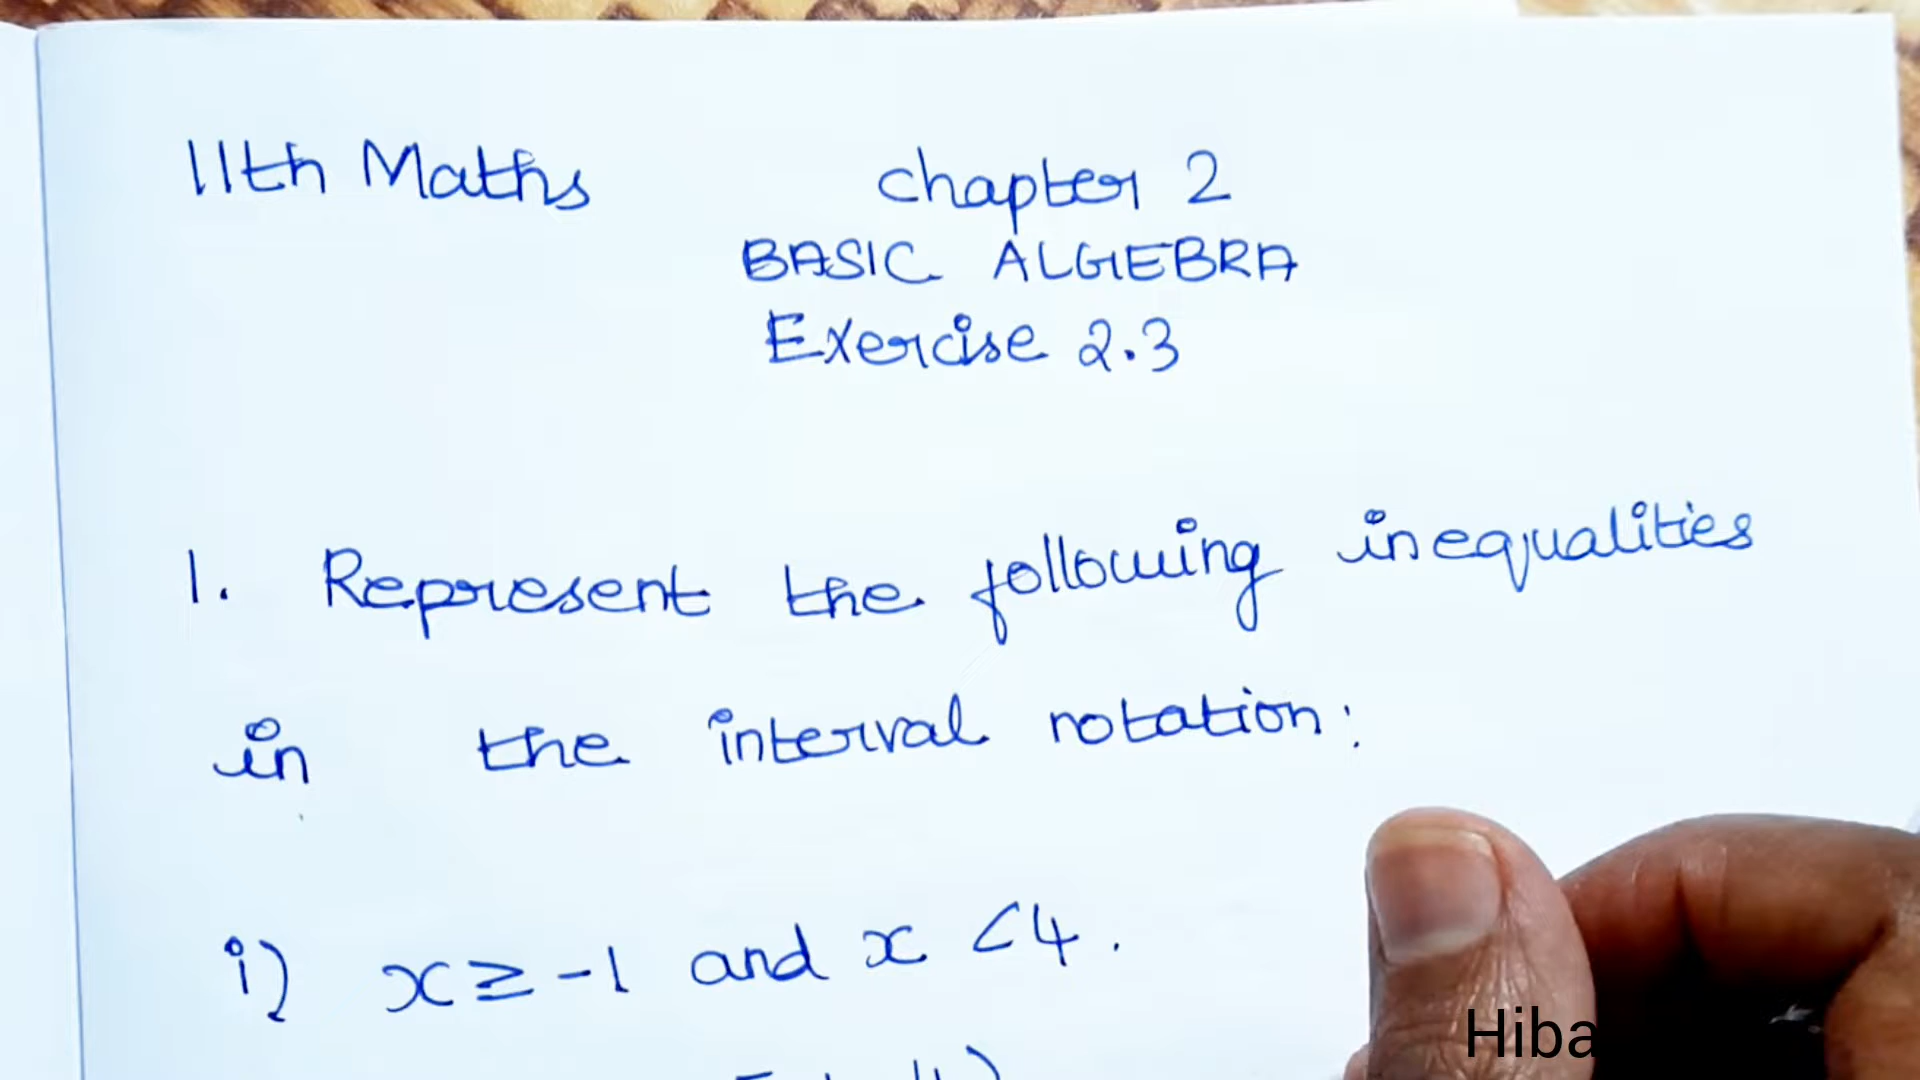 11th Maths chapter 2
BASIC ALGEBRA
Exercise 2.3
1. Represent the following inequalities
in the interval notation:
i) x ≥ -1 and x < 4.
Hiba